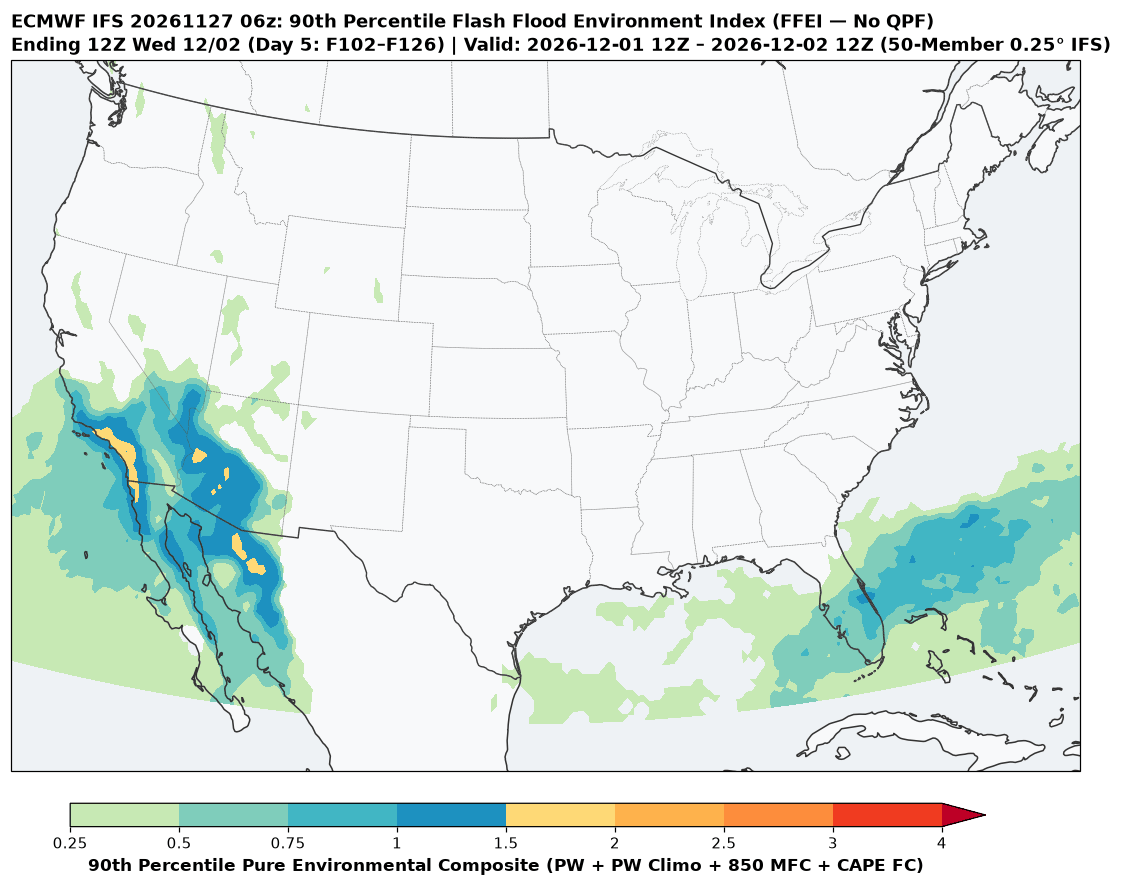 ECMWF IFS 20261127 06z: 90th Percentile Flash Flood Environment Index (FFEI — No QPF)
Ending 12Z Wed 12/02 (Day 5: F102–F126) | Valid: 2026-12-01 12Z – 2026-12-02 12Z (50-Member 0.25° IFS)
0.25 0.5 0.75 1 1.5 2 2.5 3 4
90th Percentile Pure Environmental Composite (PW + PW Climo + 850 MFC + CAPE FC)